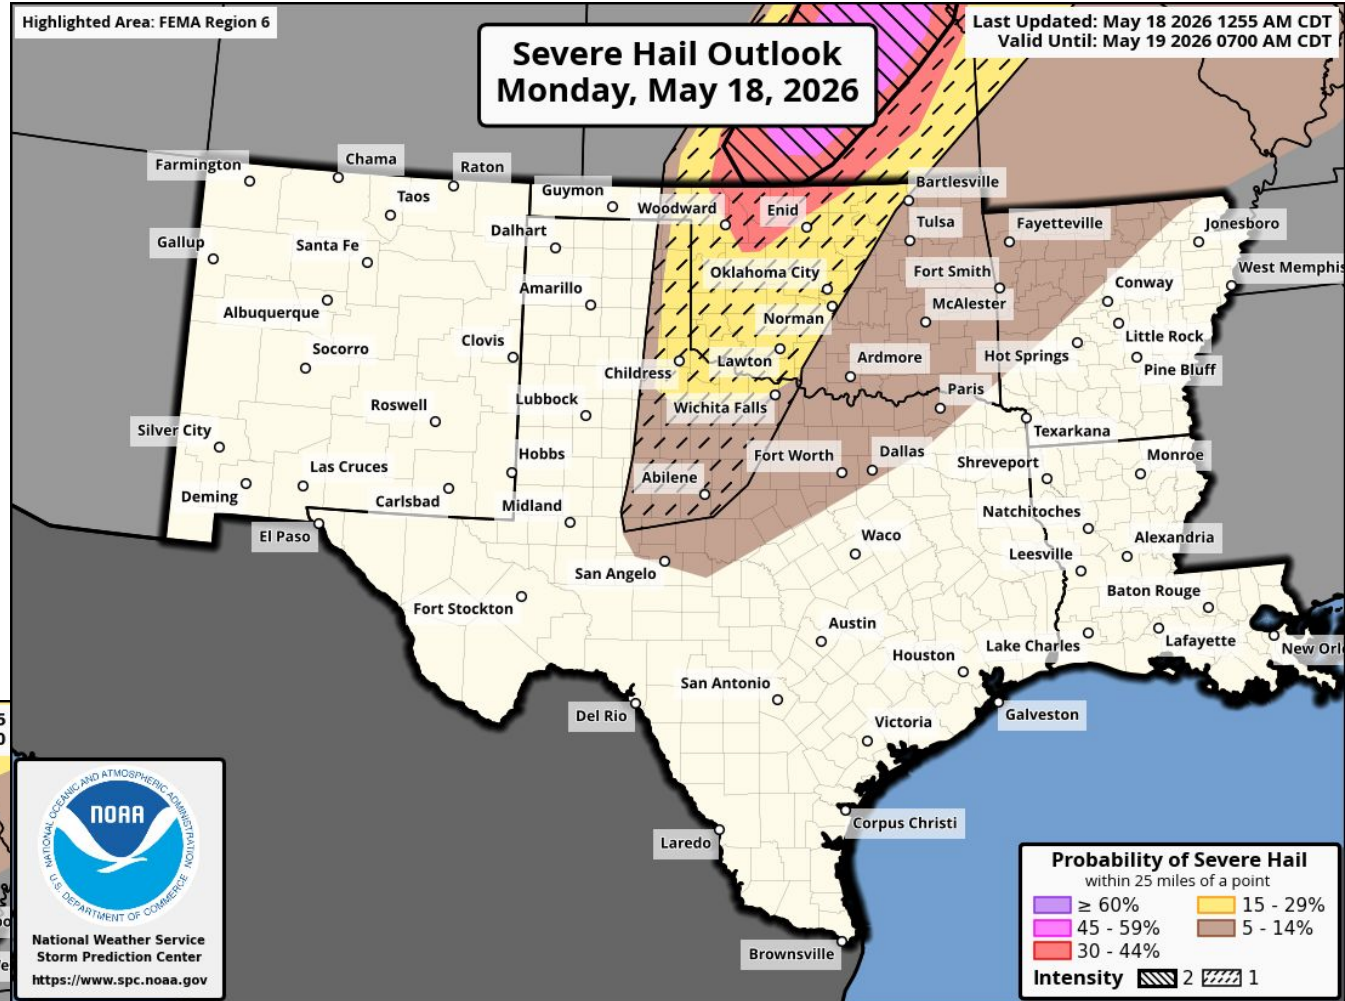 Highlighted Area: FEMA Region 6
Severe Hail Outlook
Monday, May 18, 2026
Last Updated: May 18 2026 1255 AM CDT
Valid Until: May 19 2026 0700 AM CDT
Farmington
Chama
Raton
Taos
Guymon
Woodward
Enid
Bartlesville
Gallup
Santa Fe
Dalhart
Tulsa
Fayetteville
Jonesboro
Oklahoma City
Fort Smith
West Memphis
Amarillo
Conway
Albuquerque
Norman
McAlester
Socorro
Clovis
Little Rock
Childress
Lawton
Ardmore
Hot Springs
Pine Bluff
Roswell
Lubbock
Wichita Falls
Paris
Silver City
Texarkana
Hobbs
Fort Worth
Dallas
Shreveport
Monroe
Las Cruces
Abilene
Deming
Carlsbad
Midland
Natchitoches
El Paso
Waco
Leesville
Alexandria
San Angelo
Baton Rouge
Fort Stockton
Austin
Houston
Lake Charles
Lafayette
New Orl
San Antonio
Del Rio
Victoria
Galveston
Corpus Christi
Laredo
Brownsville
5
0
NATIONAL OCEANIC AND ATMOSPHERIC ADMINISTRATION
NOAA
U.S. DEPARTMENT OF COMMERCE
National Weather Service
Storm Prediction Center
https://www.spc.noaa.gov
Probability of Severe Hail
within 25 miles of a point
≥ 60%
15 - 29%
45 - 59%
5 - 14%
30 - 44%
Intensity 2 1